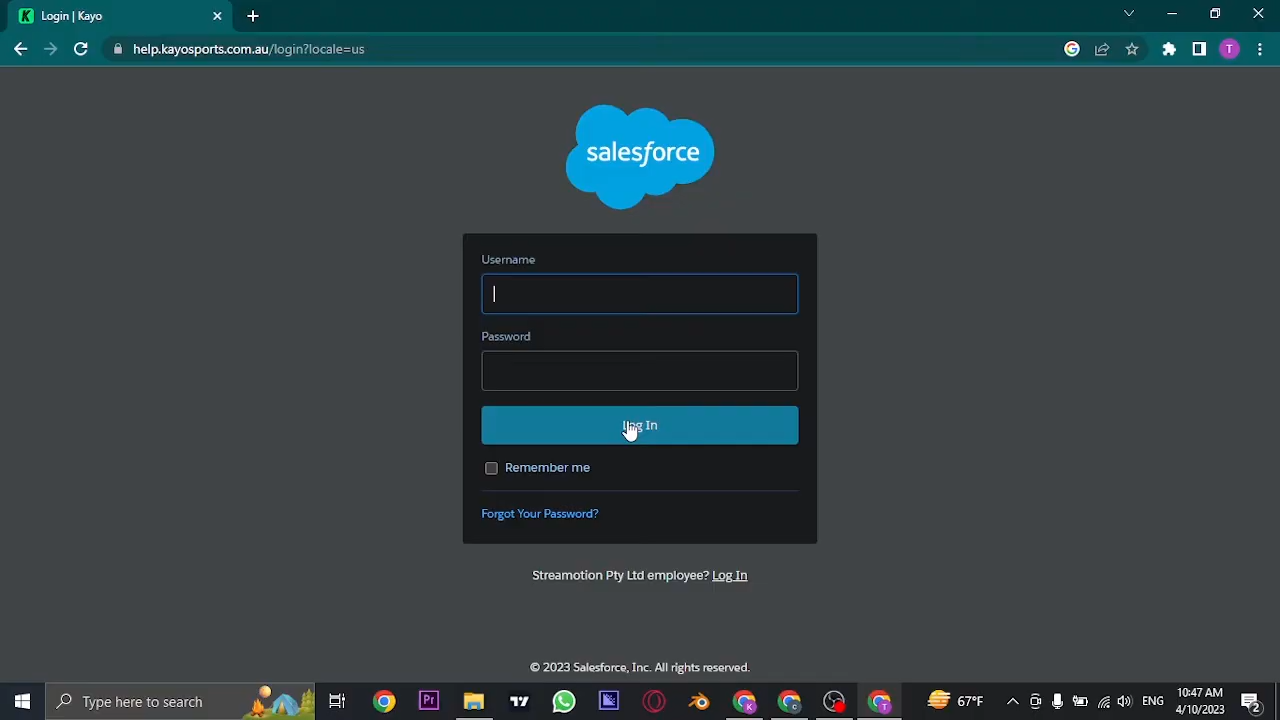 Login | Kayo
help.kayosports.com.au/login?locale=us
T
salesforce
Username
Password
Log In
Remember me
Forgot Your Password?
Streamotion Pty Ltd employee? Log In
© 2023 Salesforce, Inc. All rights reserved.
Type here to search
Pr
67°F
ENG
10:47 AM
4/10/2023
2